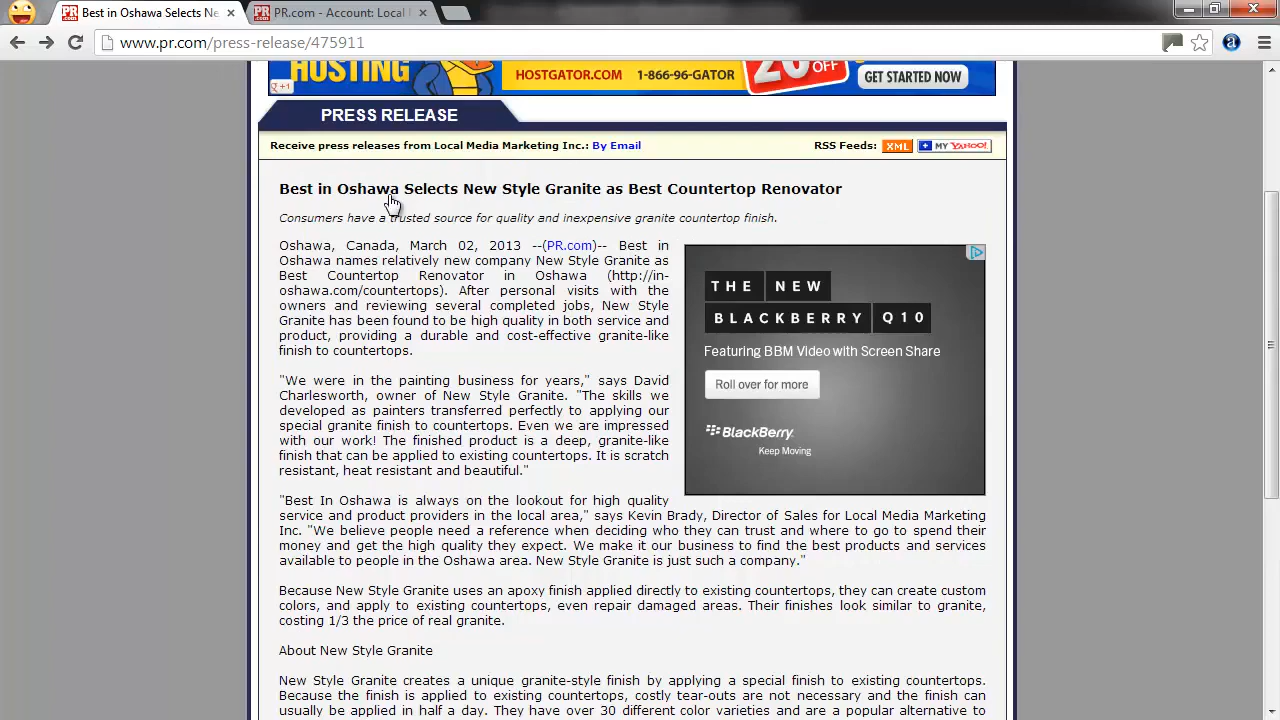 Best in Oshawa Selects Ne
PR.com - Account: Local
www.pr.com/press-release/475911
HOSTING
HOSTGATOR.COM 1-866-96-GATOR
OFF
GET STARTED NOW
+1
PRESS RELEASE
Receive press releases from Local Media Marketing Inc.: By Email
RSS Feeds: XML + MY YAHOO!
Best in Oshawa Selects New Style Granite as Best Countertop Renovator
Consumers have a trusted source for quality and inexpensive granite countertop finish.
Oshawa, Canada, March 02, 2013 --(PR.com)-- Best in
Oshawa names relatively new company New Style Granite as
Best Countertop Renovator in Oshawa (http://in-
oshawa.com/countertops). After personal visits with the
owners and reviewing several completed jobs, New Style
Granite has been found to be high quality in both service and
product, providing a durable and cost-effective granite-like
finish to countertops.
THE NEW
BLACKBERRY Q10
Featuring BBM Video with Screen Share
Roll over for more
BlackBerry.
Keep Moving
"We were in the painting business for years," says David
Charlesworth, owner of New Style Granite. "The skills we
developed as painters transferred perfectly to applying our
special granite finish to countertops. Even we are impressed
with our work! The finished product is a deep, granite-like
finish that can be applied to existing countertops. It is scratch
resistant, heat resistant and beautiful."
"Best In Oshawa is always on the lookout for high quality
service and product providers in the local area," says Kevin Brady, Director of Sales for Local Media Marketing
Inc. "We believe people need a reference when deciding who they can trust and where to go to spend their
money and get the high quality they expect. We make it our business to find the best products and services
available to people in the Oshawa area. New Style Granite is just such a company."
Because New Style Granite uses an apoxy finish applied directly to existing countertops, they can create custom
colors, and apply to existing countertops, even repair damaged areas. Their finishes look similar to granite,
costing 1/3 the price of real granite.
About New Style Granite
New Style Granite creates a unique granite-style finish by applying a special finish to existing countertops.
Because the finish is applied to existing countertops, costly tear-outs are not necessary and the finish can
usually be applied in half a day. They have over 30 different color varieties and are a popular alternative to